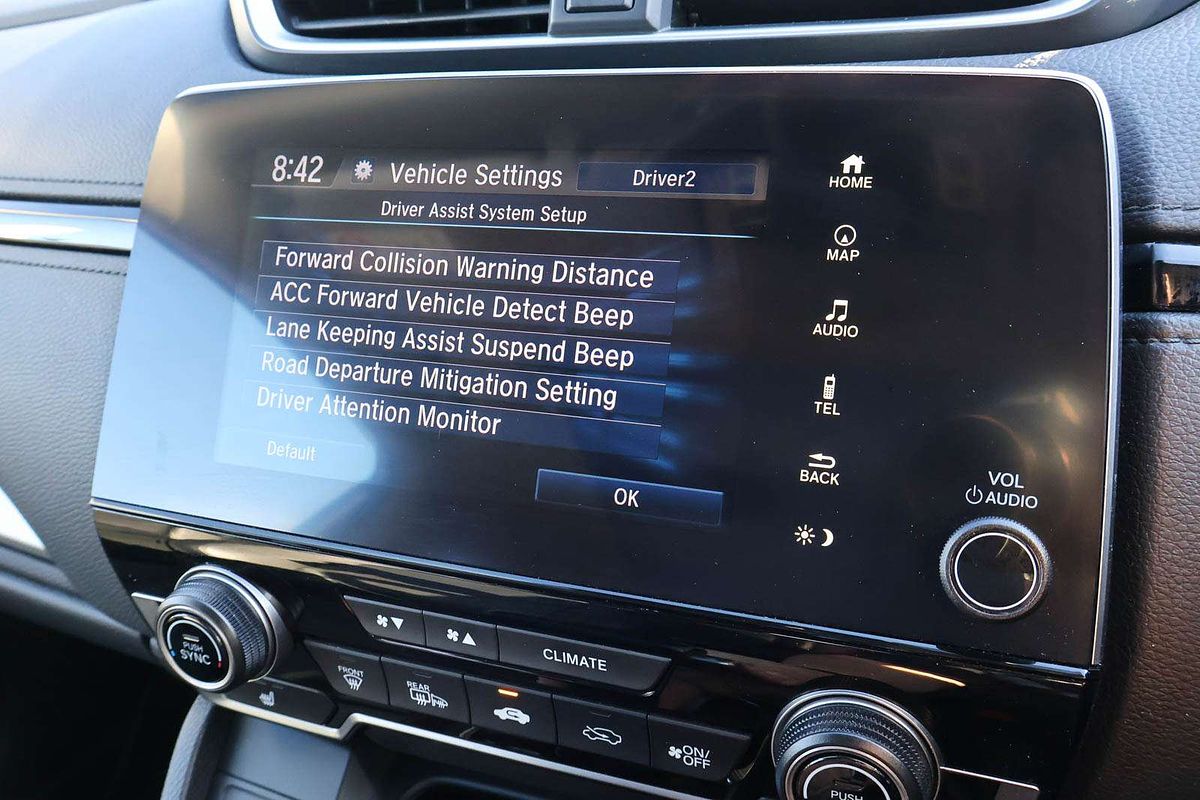 8:42 Vehicle Settings Driver2
Driver Assist System Setup
Forward Collision Warning Distance
ACC Forward Vehicle Detect Beep
Lane Keeping Assist Suspend Beep
Road Departure Mitigation Setting
Driver Attention Monitor
Default
OK
HOME
MAP
AUDIO
TEL
BACK
VOL
AUDIO
PUSH
SYNC
CLIMATE
FRONT
REAR
ON/
OFF
PUSH